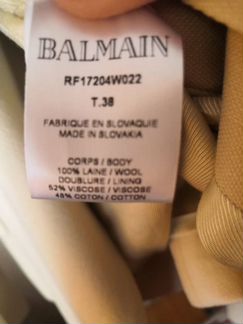 BALMAIN
RF17204W022
T.38
FABRIQUE EN SLOVAQUIE
MADE IN SLOVAKIA
CORPS / BODY
100% LAINE / WOOL
DOUBLURE / LINING
52% VISCOSE / VISCOSE
48% COTON / COTTON